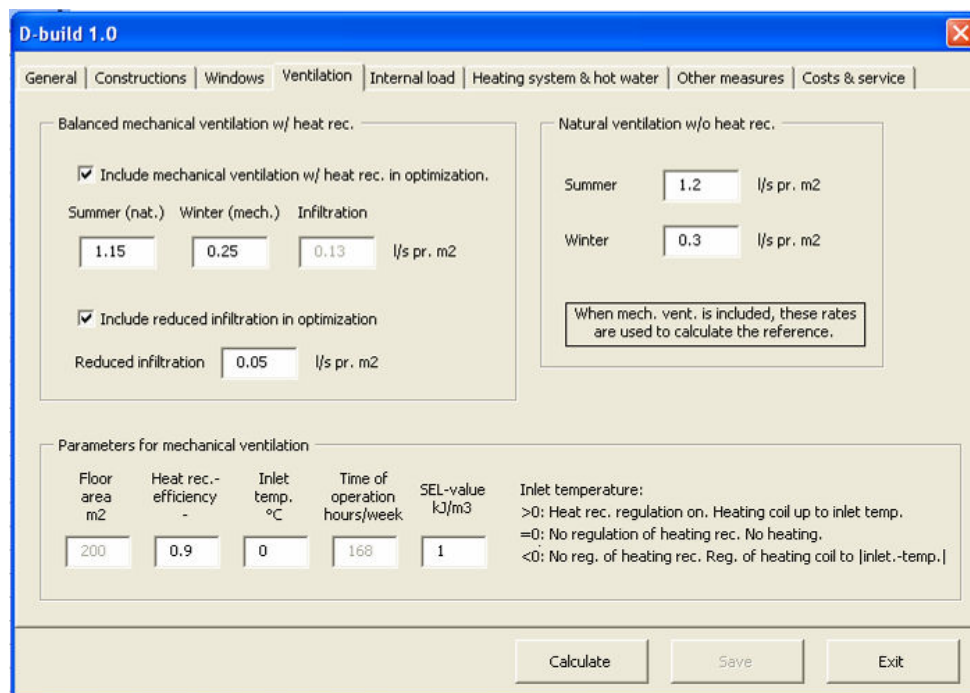 D-build 1.0
General Constructions Windows Ventilation Internal load Heating system & hot water Other measures Costs & service
Balanced mechanical ventilation w/ heat rec.
Include mechanical ventilation w/ heat rec. in optimization.
Summer (nat.) Winter (mech.) Infiltration
1.15 0.25 0.13 l/s pr. m2
Include reduced infiltration in optimization
Reduced infiltration 0.05 l/s pr. m2
Natural ventilation w/o heat rec.
Summer 1.2 l/s pr. m2
Winter 0.3 l/s pr. m2
When mech. vent. is included, these rates
are used to calculate the reference.
Parameters for mechanical ventilation
Floor area m2
Heat rec.-efficiency -
Inlet temp. °C
Time of operation hours/week
SEL-value kJ/m3
200 0.9 0 168 1
Inlet temperature:
>0: Heat rec. regulation on. Heating coil up to inlet temp.
=0: No regulation of heating rec. No heating.
<0: No reg. of heating rec. Reg. of heating coil to |inlet.-temp.|
Calculate Save Exit